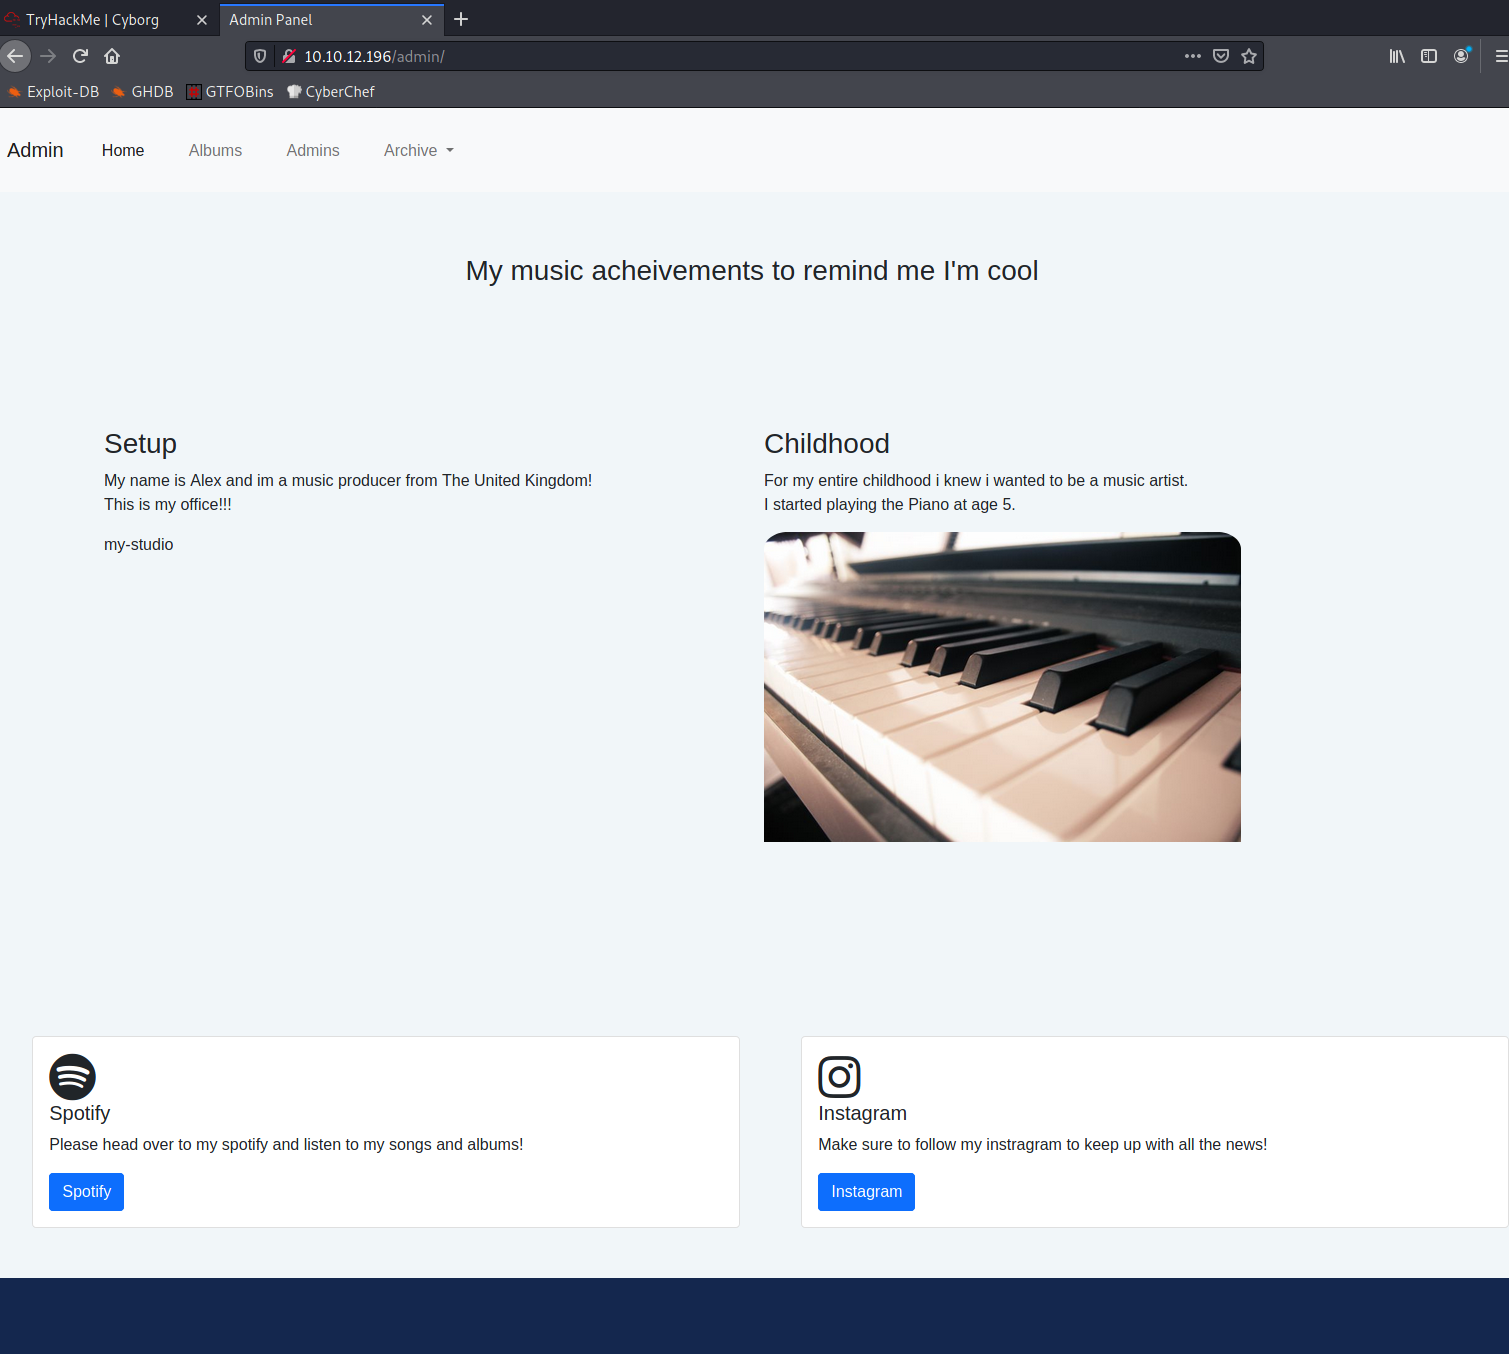 TryHackMe | Cyborg
Admin Panel
10.10.12.196/admin/
Exploit-DB
GHDB
GTFOBins
CyberChef
Admin
Home
Albums
Admins
Archive
My music acheivements to remind me I'm cool
Setup
My name is Alex and im a music producer from The United Kingdom!
This is my office!!!
my-studio
Childhood
For my entire childhood i knew i wanted to be a music artist.
I started playing the Piano at age 5.
Spotify
Please head over to my spotify and listen to my songs and albums!
Spotify
Instagram
Make sure to follow my instragram to keep up with all the news!
Instagram